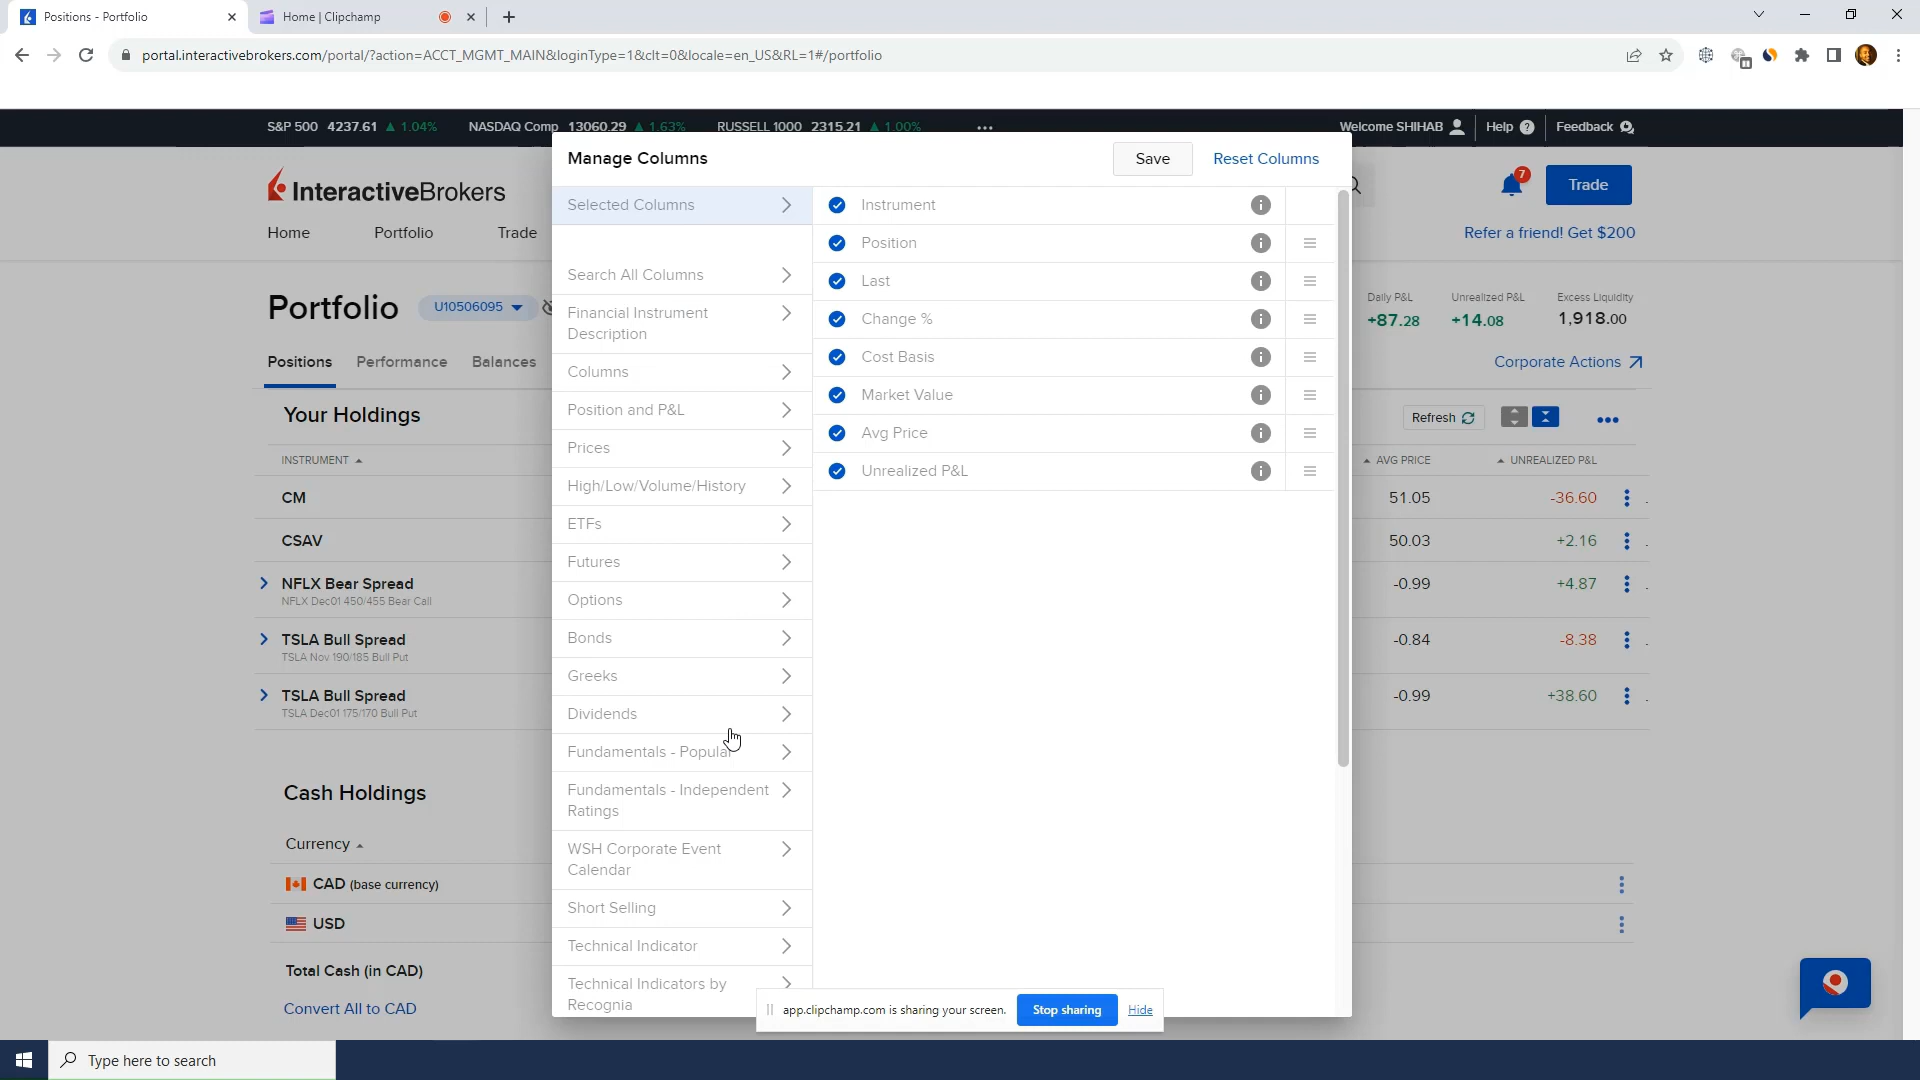 Positions - Portfolio
Home | Clipchamp
portal.interactivebrokers.com/portal/?action=ACCT_MGMT_MAIN&loginType=1&clt=0&locale=en_US&RL=1#/portfolio
S&P 500 4237.61 ▲ 1.04% NASDAQ Comp 13060.29 ▲ 1.63% RUSSELL 1000 2315.21 ▲ 1.00% ...
Welcome SHIHAB Help ? Feedback
InteractiveBrokers
7
Trade
Home Portfolio Trade
Refer a friend! Get $200
Portfolio U10506095
Daily P&L Unrealized P&L Excess Liquidity
+87.28 +14.08 1,918.00
Positions Performance Balances
Corporate Actions
Your Holdings
Refresh
INSTRUMENT AVG PRICE UNREALIZED P&L
CM 51.05 -36.60
CSAV 50.03 +2.16
NFLX Bear Spread -0.99 +4.87
NFLX Dec01 450/455 Bear Call
TSLA Bull Spread -0.84 -8.38
TSLA Nov 190/185 Bull Put
TSLA Bull Spread -0.99 +38.60
TSLA Dec01 175/170 Bull Put
Cash Holdings
Currency
CAD (base currency)
USD
Total Cash (in CAD)
Convert All to CAD
Manage Columns
Save
Reset Columns
Selected Columns
Search All Columns
Financial Instrument
Description
Columns
Position and P&L
Prices
High/Low/Volume/History
ETFs
Futures
Options
Bonds
Greeks
Dividends
Fundamentals - Popular
Fundamentals - Independent
Ratings
WSH Corporate Event
Calendar
Short Selling
Technical Indicator
Technical Indicators by
Recognia
Instrument
Position
Last
Change %
Cost Basis
Market Value
Avg Price
Unrealized P&L
app.clipchamp.com is sharing your screen. Stop sharing Hide
Type here to search